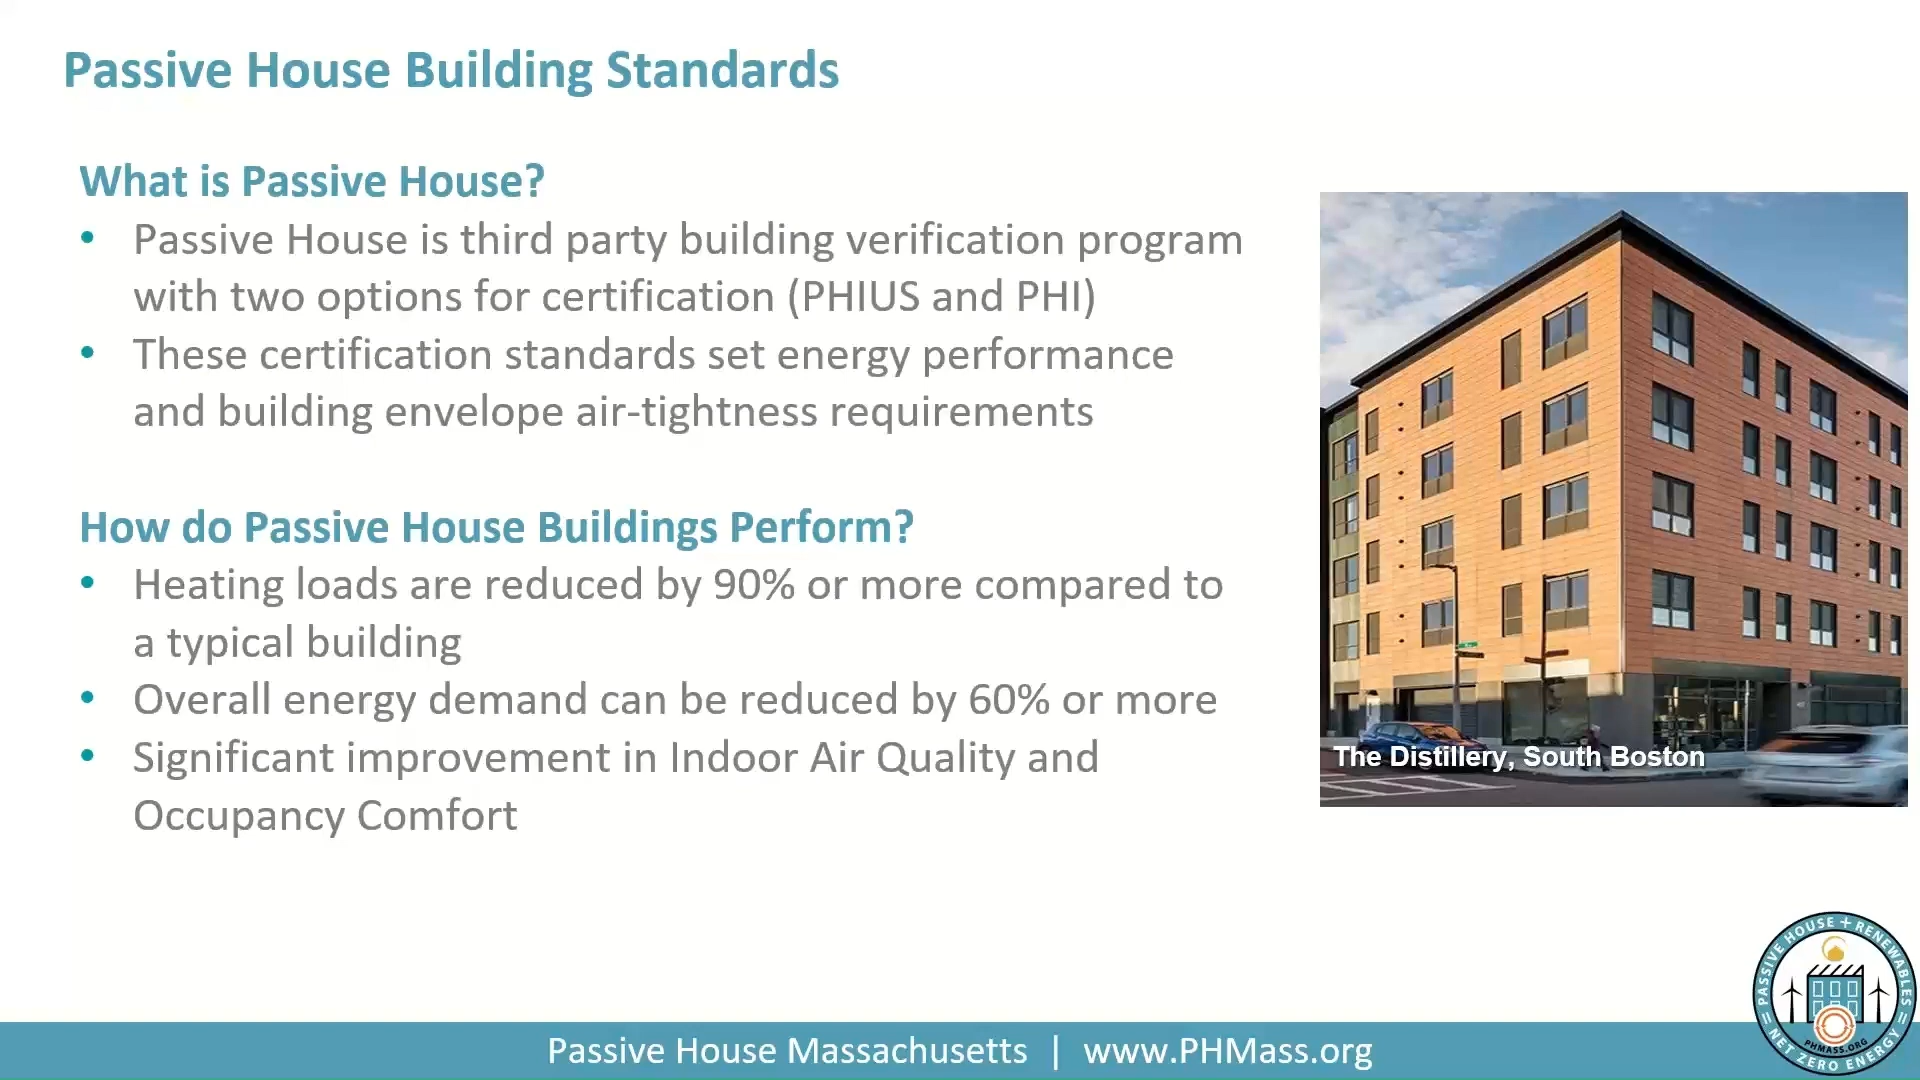 Passive House Building Standards
What is Passive House?
• Passive House is third party building verification program
with two options for certification (PHIUS and PHI)
• These certification standards set energy performance
and building envelope air-tightness requirements
How do Passive House Buildings Perform?
• Heating loads are reduced by 90% or more compared to
a typical building
• Overall energy demand can be reduced by 60% or more
• Significant improvement in Indoor Air Quality and
Occupancy Comfort
The Distillery, South Boston
PASSIVE HOUSE + RENEWABLES
= NET ZERO ENERGY =
PHMASS.ORG
Passive House Massachusetts | www.PHMass.org